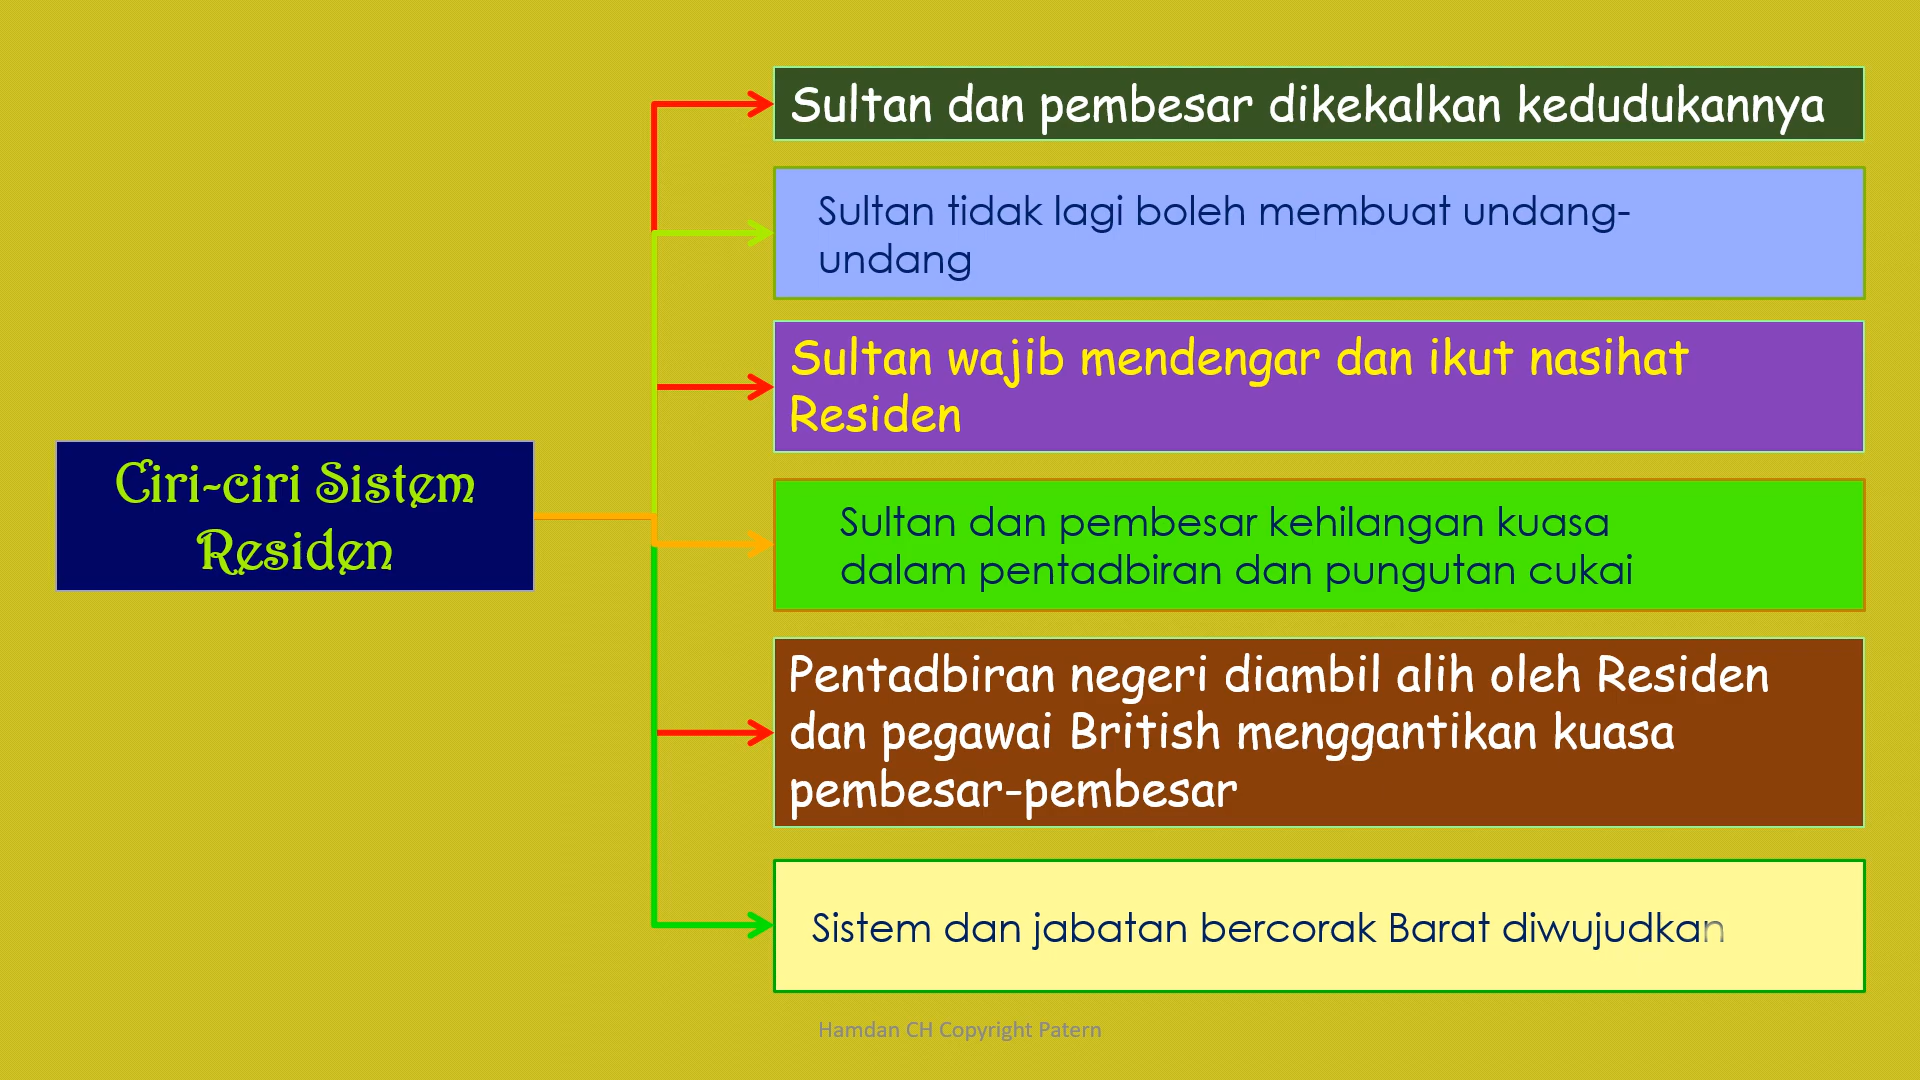 Sultan dan pembesar dikekalkan kedudukannya
Sultan tidak lagi boleh membuat undang-
undang
Sultan wajib mendengar dan ikut nasihat
Residen
Ciri-ciri Sistem
Residen
Sultan dan pembesar kehilangan kuasa
dalam pentadbiran dan pungutan cukai
Pentadbiran negeri diambil alih oleh Residen
dan pegawai British menggantikan kuasa
pembesar-pembesar
Sistem dan jabatan bercorak Barat diwujudkan
Hamdan CH Copyright Patern